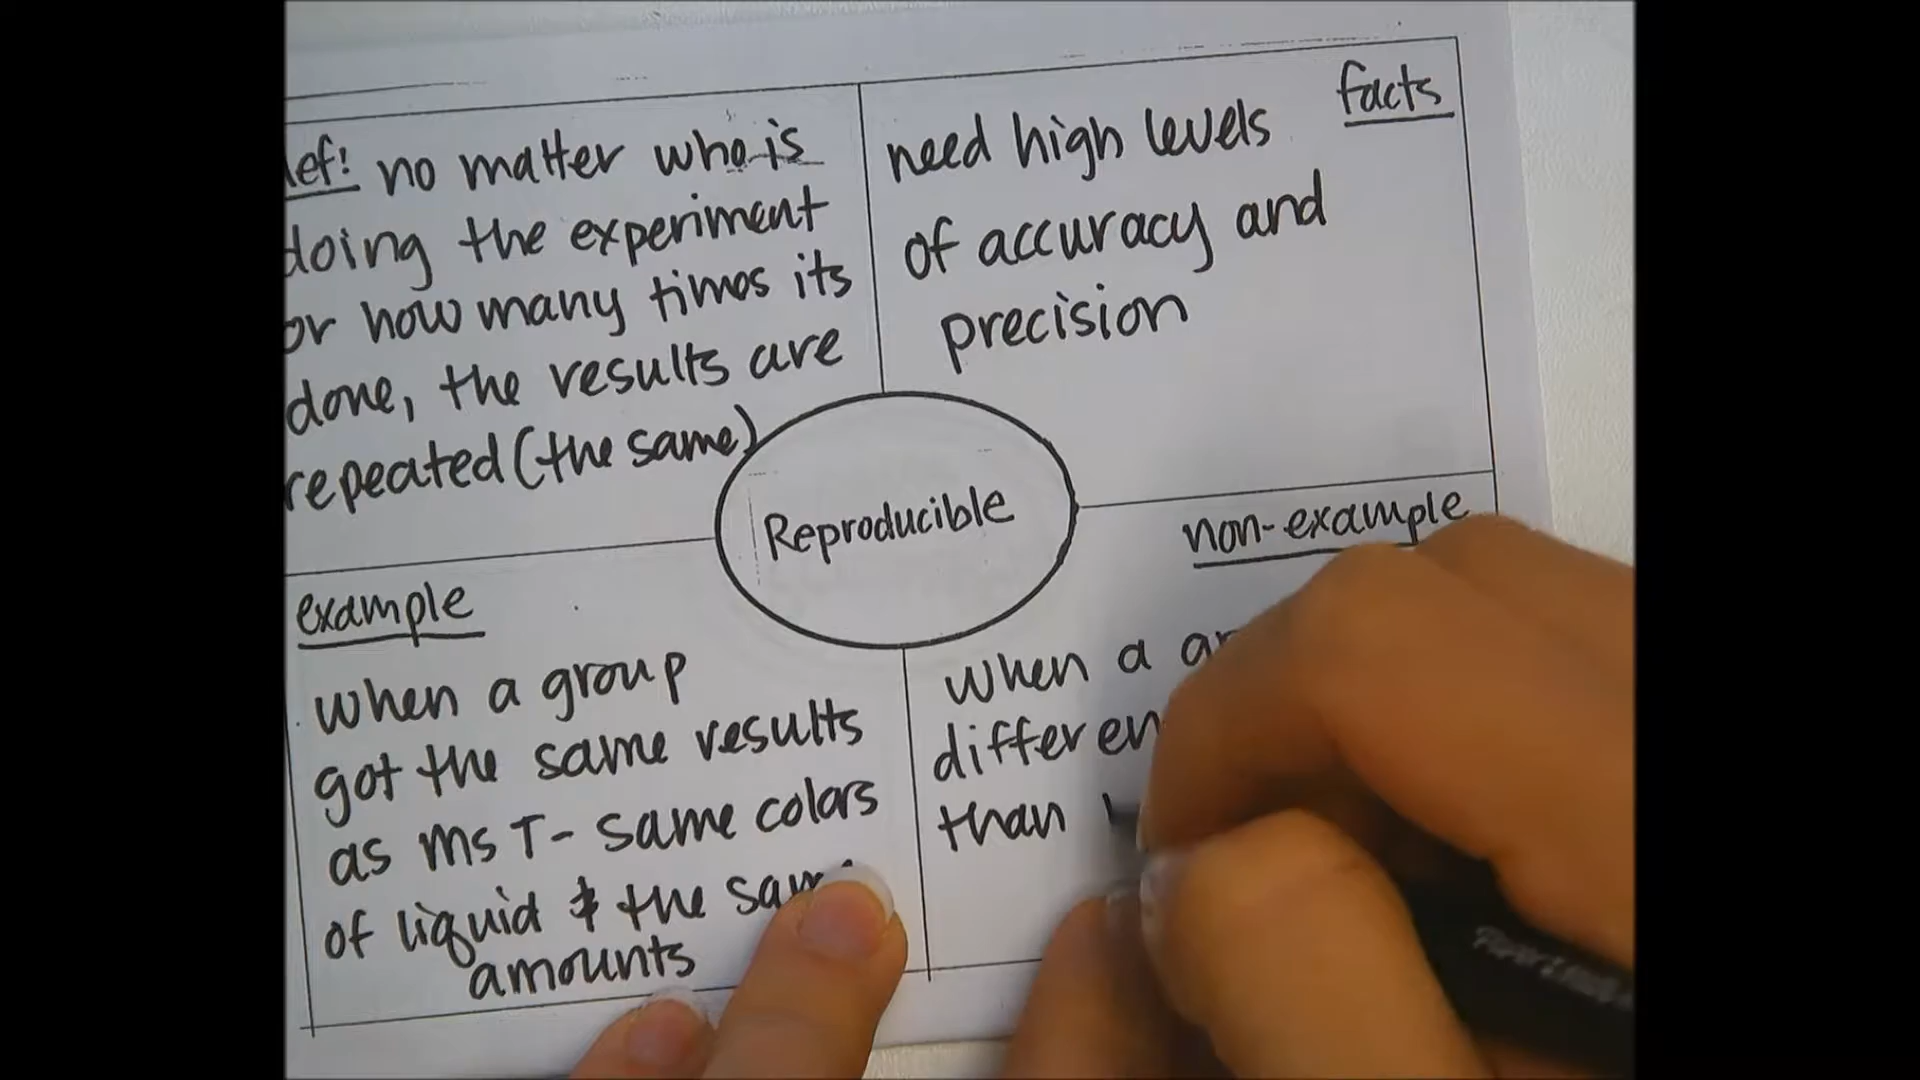 def: no matter who is
doing the experiment
or how many times its
done, the results are
repeated (the same)
facts
need high levels
of accuracy and
precision
Reproducible
example
when a group
got the same results
as ms T- same colors
of liquid & the same
amounts
non-example
when a
differen
than